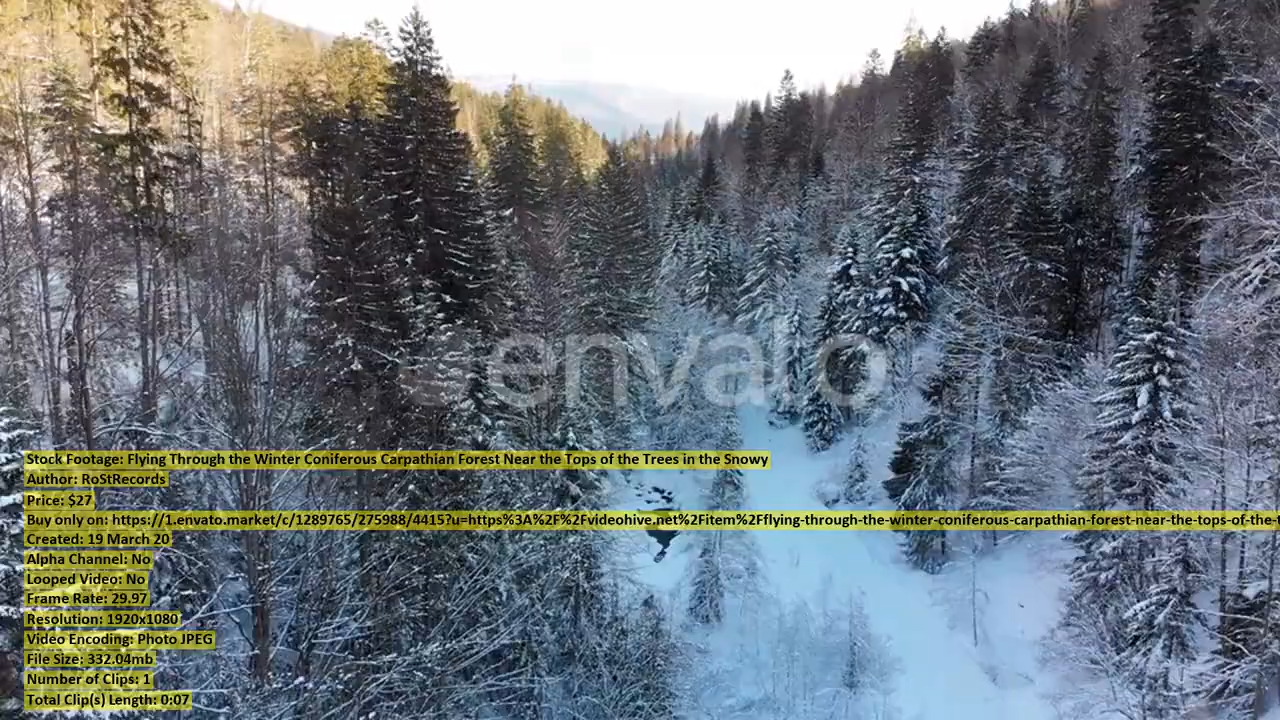 envato
Stock Footage: Flying Through the Winter Coniferous Carpathian Forest Near the Tops of the Trees in the Snowy
Author: RoStRecords
Price: $27
Buy only on: https://1.envato.market/c/1289765/275988/4415?u=https%3A%2F%2Fvideohive.net%2Fitem%2Fflying-through-the-winter-coniferous-carpathian-forest-near-the-tops-of-the-
Created: 19 March 20
Alpha Channel: No
Looped Video: No
Frame Rate: 29.97
Resolution: 1920x1080
Video Encoding: Photo JPEG
File Size: 332.04mb
Number of Clips: 1
Total Clip(s) Length: 0:07